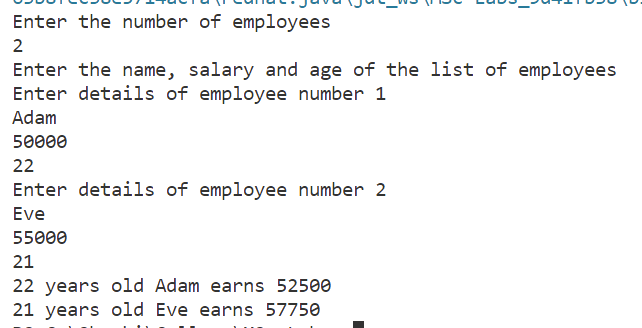 Enter the number of employees
2
Enter the name, salary and age of the list of employees
Enter details of employee number 1
Adam
50000
22
Enter details of employee number 2
Eve
55000
21
22 years old Adam earns 52500
21 years old Eve earns 57750